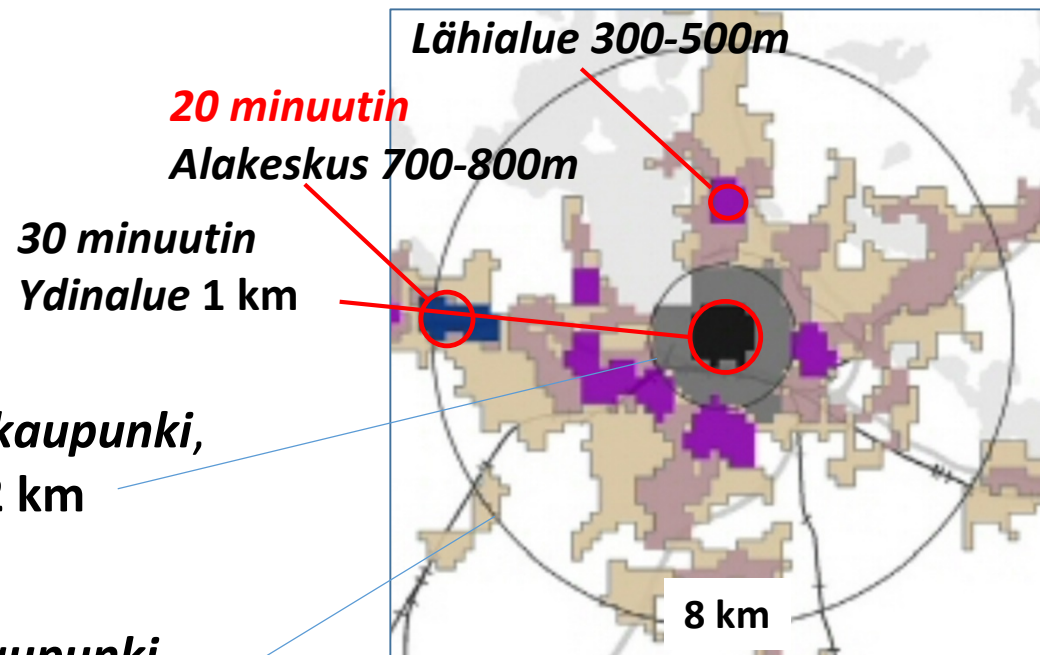 Lähialue 300-500m
20 minuutin
Alakeskus 700-800m
30 minuutin
Ydinalue 1 km
kaupunki,
km
8 km